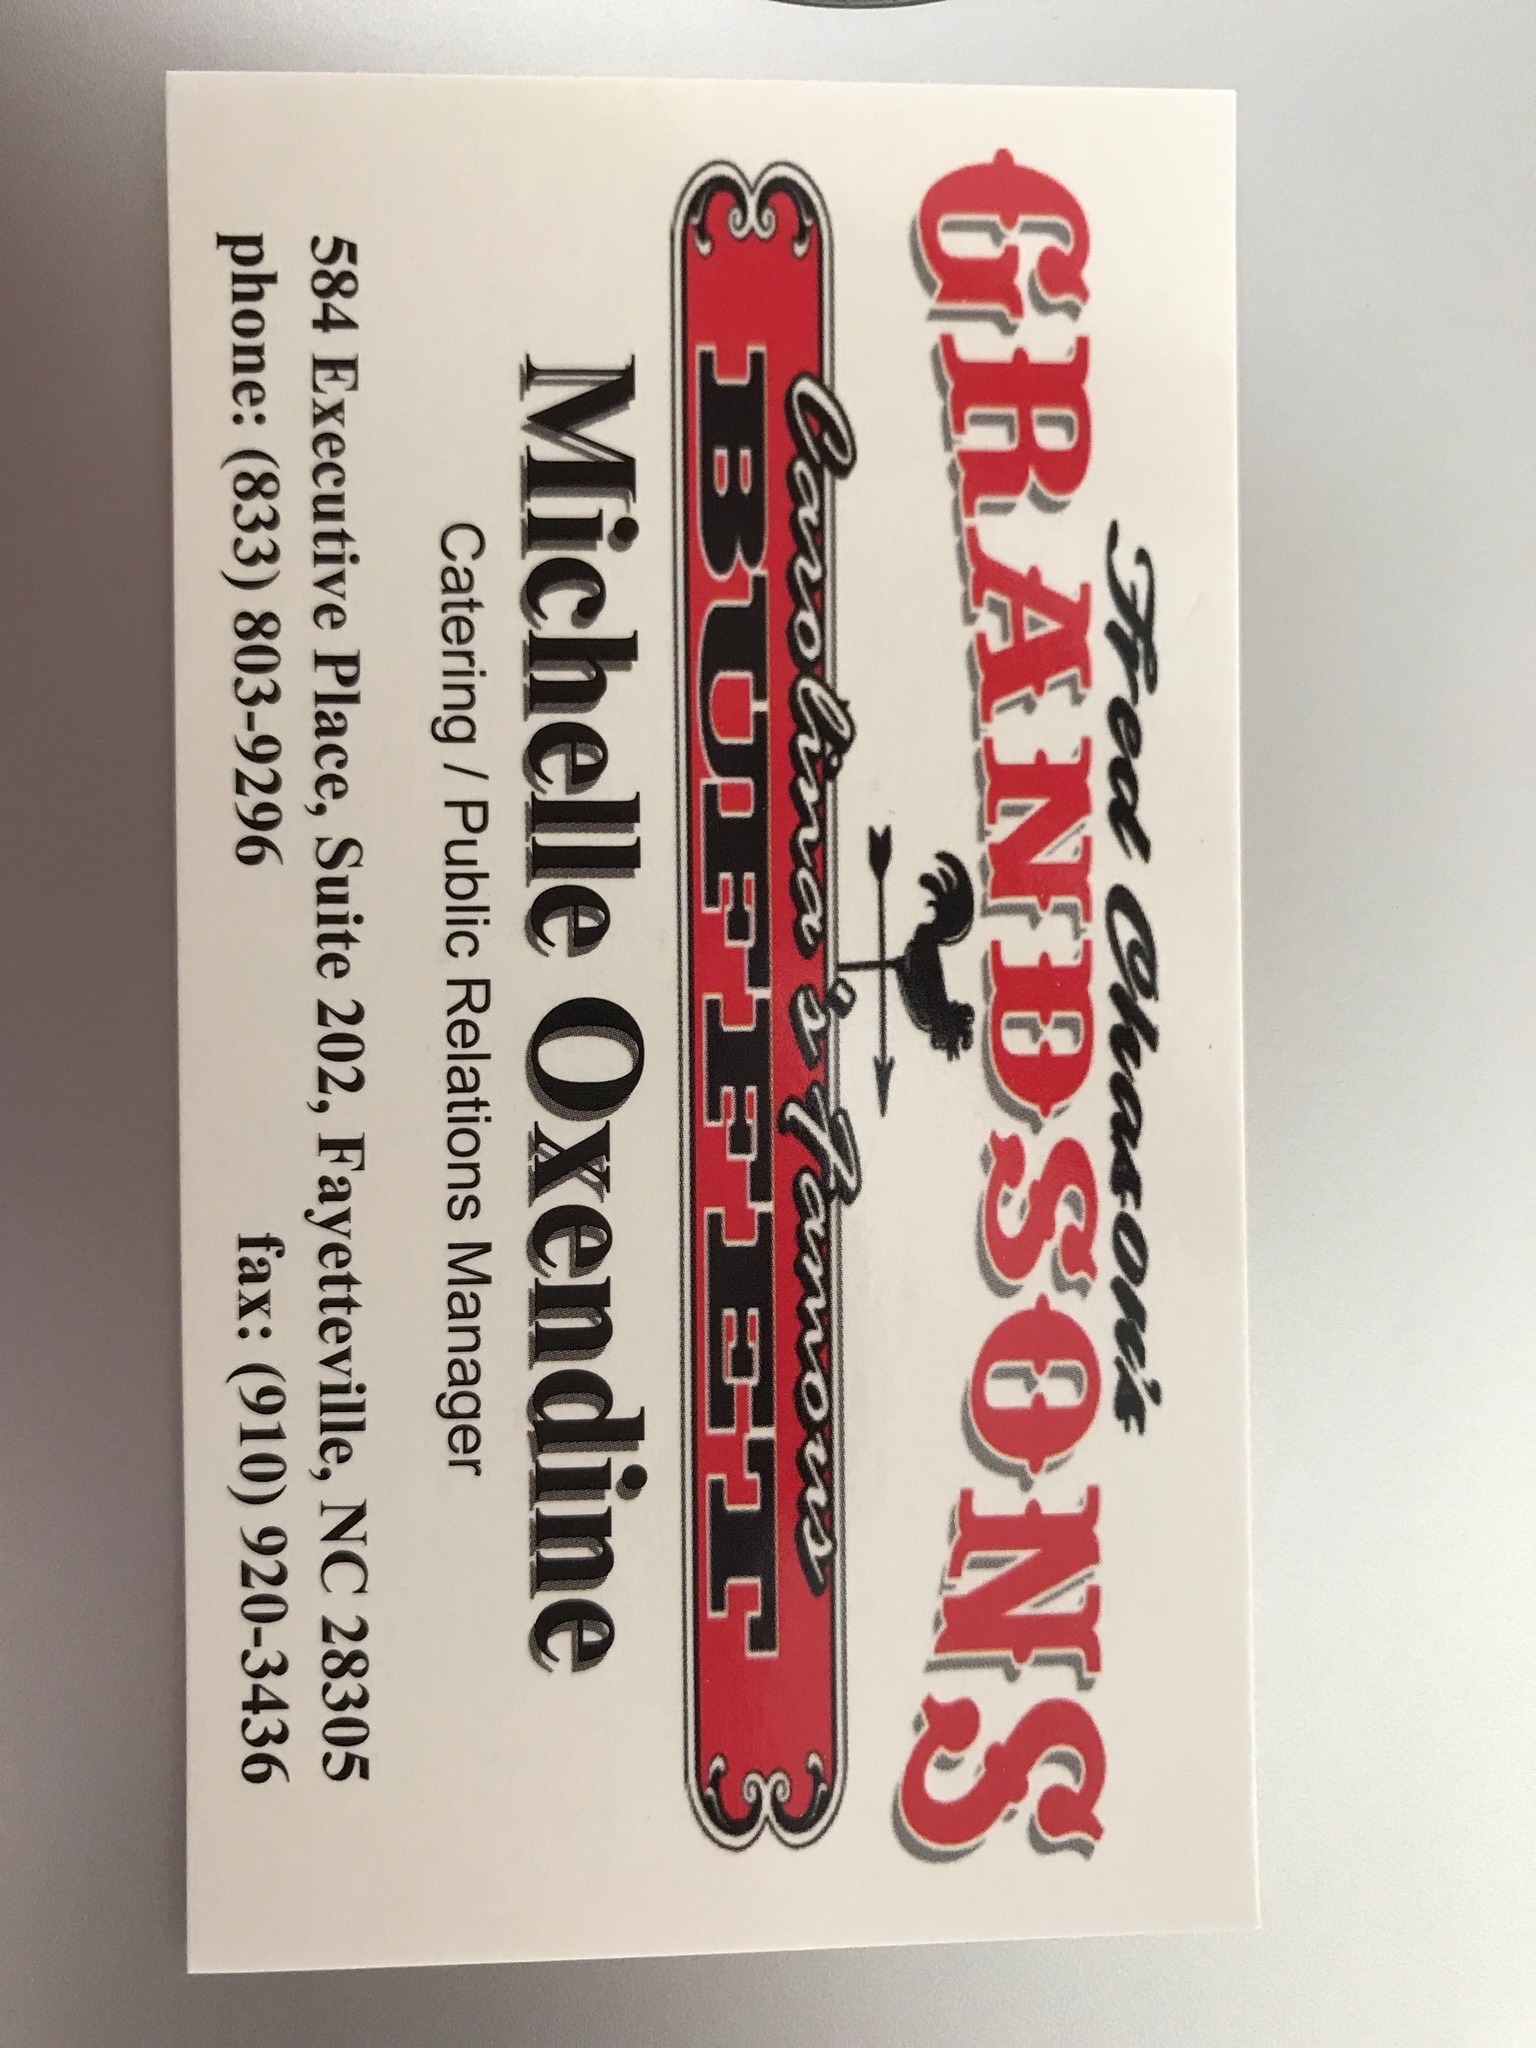 Fred Chason's
GRANDSONS
Carolina's Famous
BUFFET
Michelle Oxendine
Catering / Public Relations Manager
584 Executive Place, Suite 202, Fayetteville, NC 28305
phone: (833) 803-9296 fax: (910) 920-3436